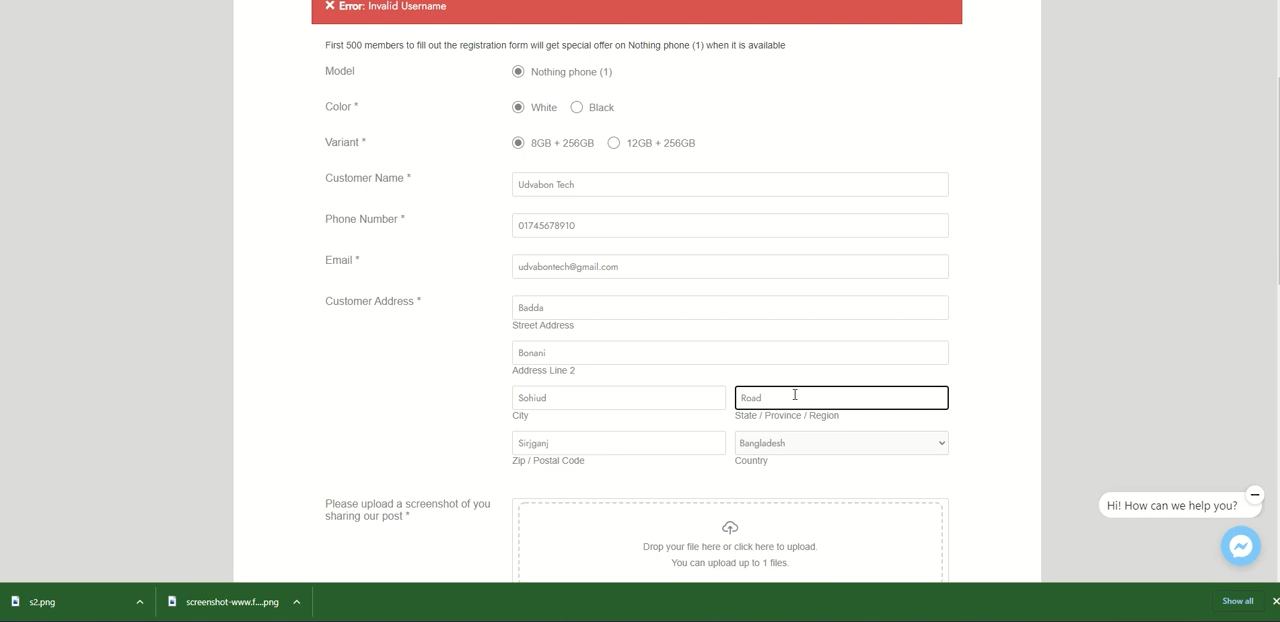 ✕ Error: Invalid Username
First 500 members to fill out the registration form will get special offer on Nothing phone (1) when it is available
Model
Nothing phone (1)
Color *
White
Black
Variant *
8GB + 256GB
12GB + 256GB
Customer Name *
Udvabon Tech
Phone Number *
01745678910
Email *
udvabontech@gmail.com
Customer Address *
Badda
Street Address
Bonani
Address Line 2
Sohiud
Road
City
State / Province / Region
Sirjganj
Bangladesh
Zip / Postal Code
Country
Please upload a screenshot of you
sharing our post *
Drop your file here or click here to upload.
You can upload up to 1 files.
Hi! How can we help you?
s2.png
screenshot-www.f....png
Show all